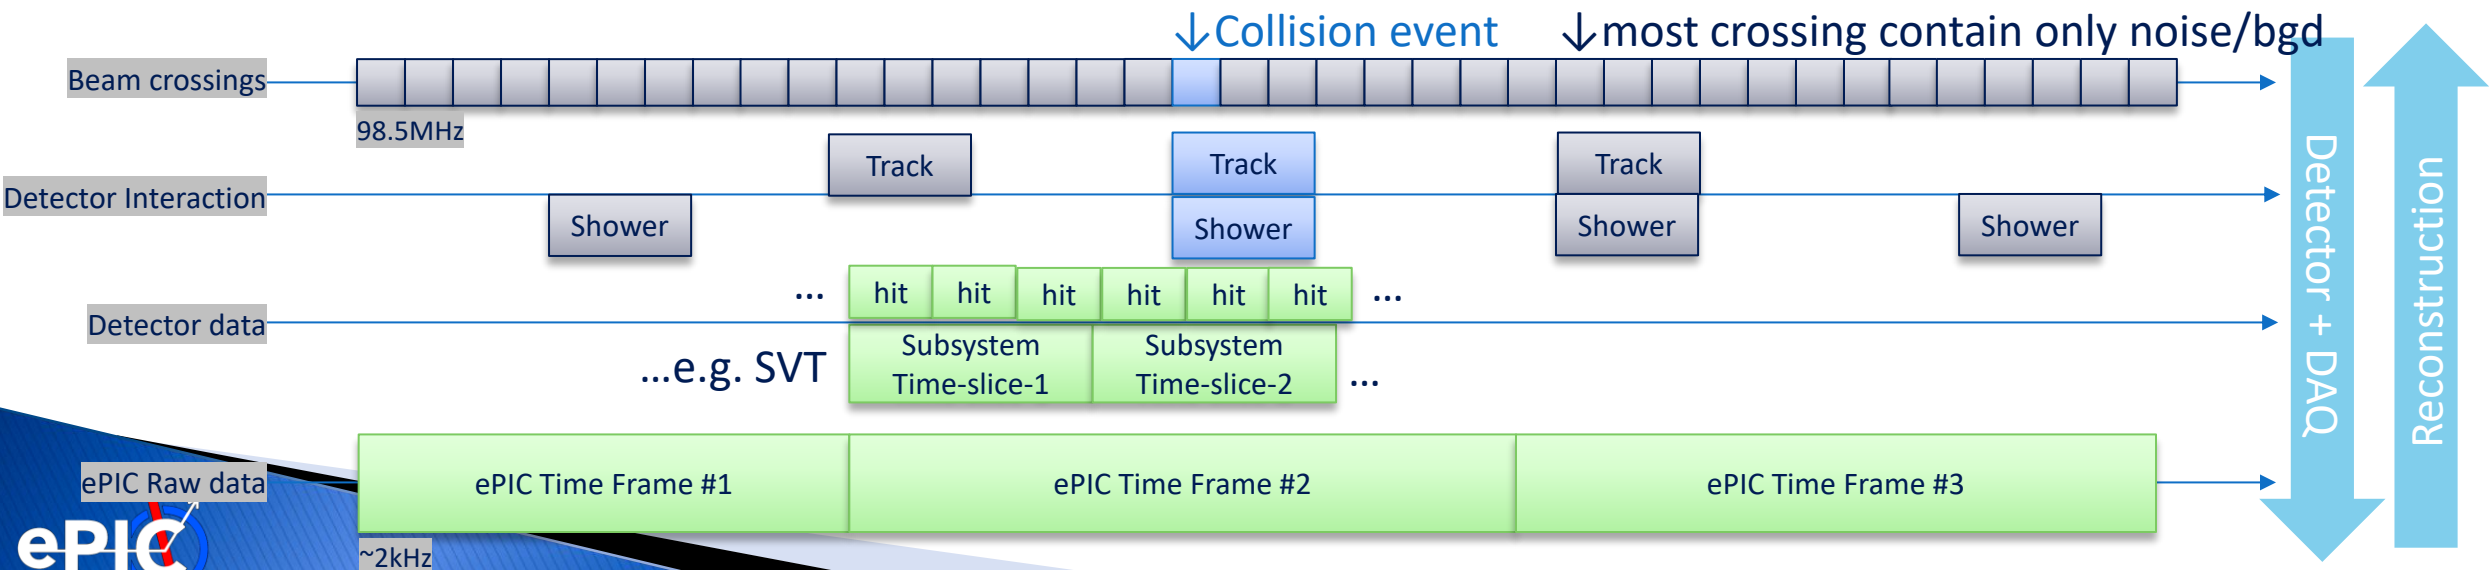 ↓Collision event ↓most crossing contain only noise/bgd
Beam crossings
98.5MHz
Track Track Track
Detector Interaction
Shower Shower Shower Shower
... hit hit hit hit hit hit ...
Detector data
...e.g. SVT
Subsystem Time-slice-1
Subsystem Time-slice-2
...
ePIC Raw data
ePIC Time Frame #1 ePIC Time Frame #2 ePIC Time Frame #3
~2kHz
ePIC
Detector + DAQ
Reconstruction